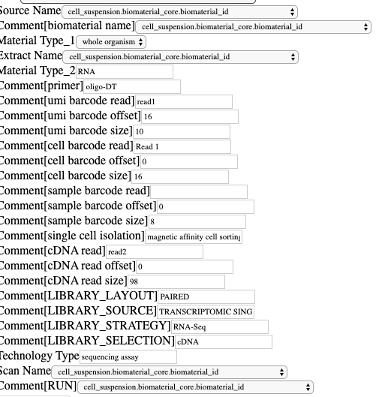 Source Name cell_suspension.biomaterial_core.biomaterial_id
Comment[biomaterial name] cell_suspension.biomaterial_core.biomaterial_id
Material Type_1 whole organism
Extract Name cell_suspension.biomaterial_core.biomaterial_id
Material Type_2 RNA
Comment[primer] oligo-DT
Comment[umi barcode read] read1
Comment[umi barcode offset] 16
Comment[umi barcode size] 10
Comment[cell barcode read] Read 1
Comment[cell barcode offset] 0
Comment[cell barcode size] 16
Comment[sample barcode read]
Comment[sample barcode offset] 0
Comment[sample barcode size] 8
Comment[single cell isolation] magnetic affinity cell sorting
Comment[cDNA read] read2
Comment[cDNA read offset] 0
Comment[cDNA read size] 98
Comment[LIBRARY_LAYOUT] PAIRED
Comment[LIBRARY_SOURCE] TRANSCRIPTOMIC SING
Comment[LIBRARY_STRATEGY] RNA-Seq
Comment[LIBRARY_SELECTION] cDNA
Technology Type sequencing assay
Scan Name cell_suspension.biomaterial_core.biomaterial_id
Comment[RUN] cell_suspension.biomaterial_core.biomaterial_id